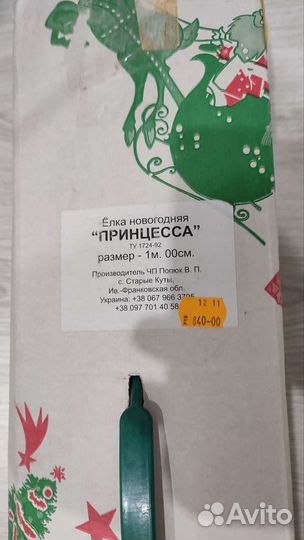 Ёлка новогодняя
“ПРИНЦЕССА”
ТУ 1724-92
размер - 1м. 00см.
Производитель ЧП Попюк В. П.
с. Старые Куты,
Ив.-Франковская обл.
Украина: +38 067 966
+38 097 701 40 58
12 11
840-00
Avito